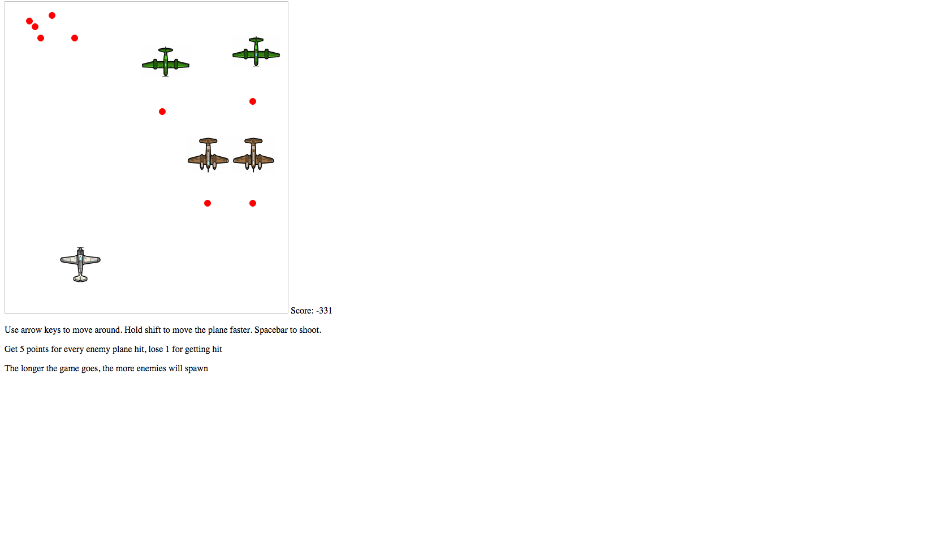 Score: -331
Use arrow keys to move around. Hold shift to move the plane faster. Spacebar to shoot.
Get 5 points for every enemy plane hit, lose 1 for getting hit
The longer the game goes, the more enemies will spawn